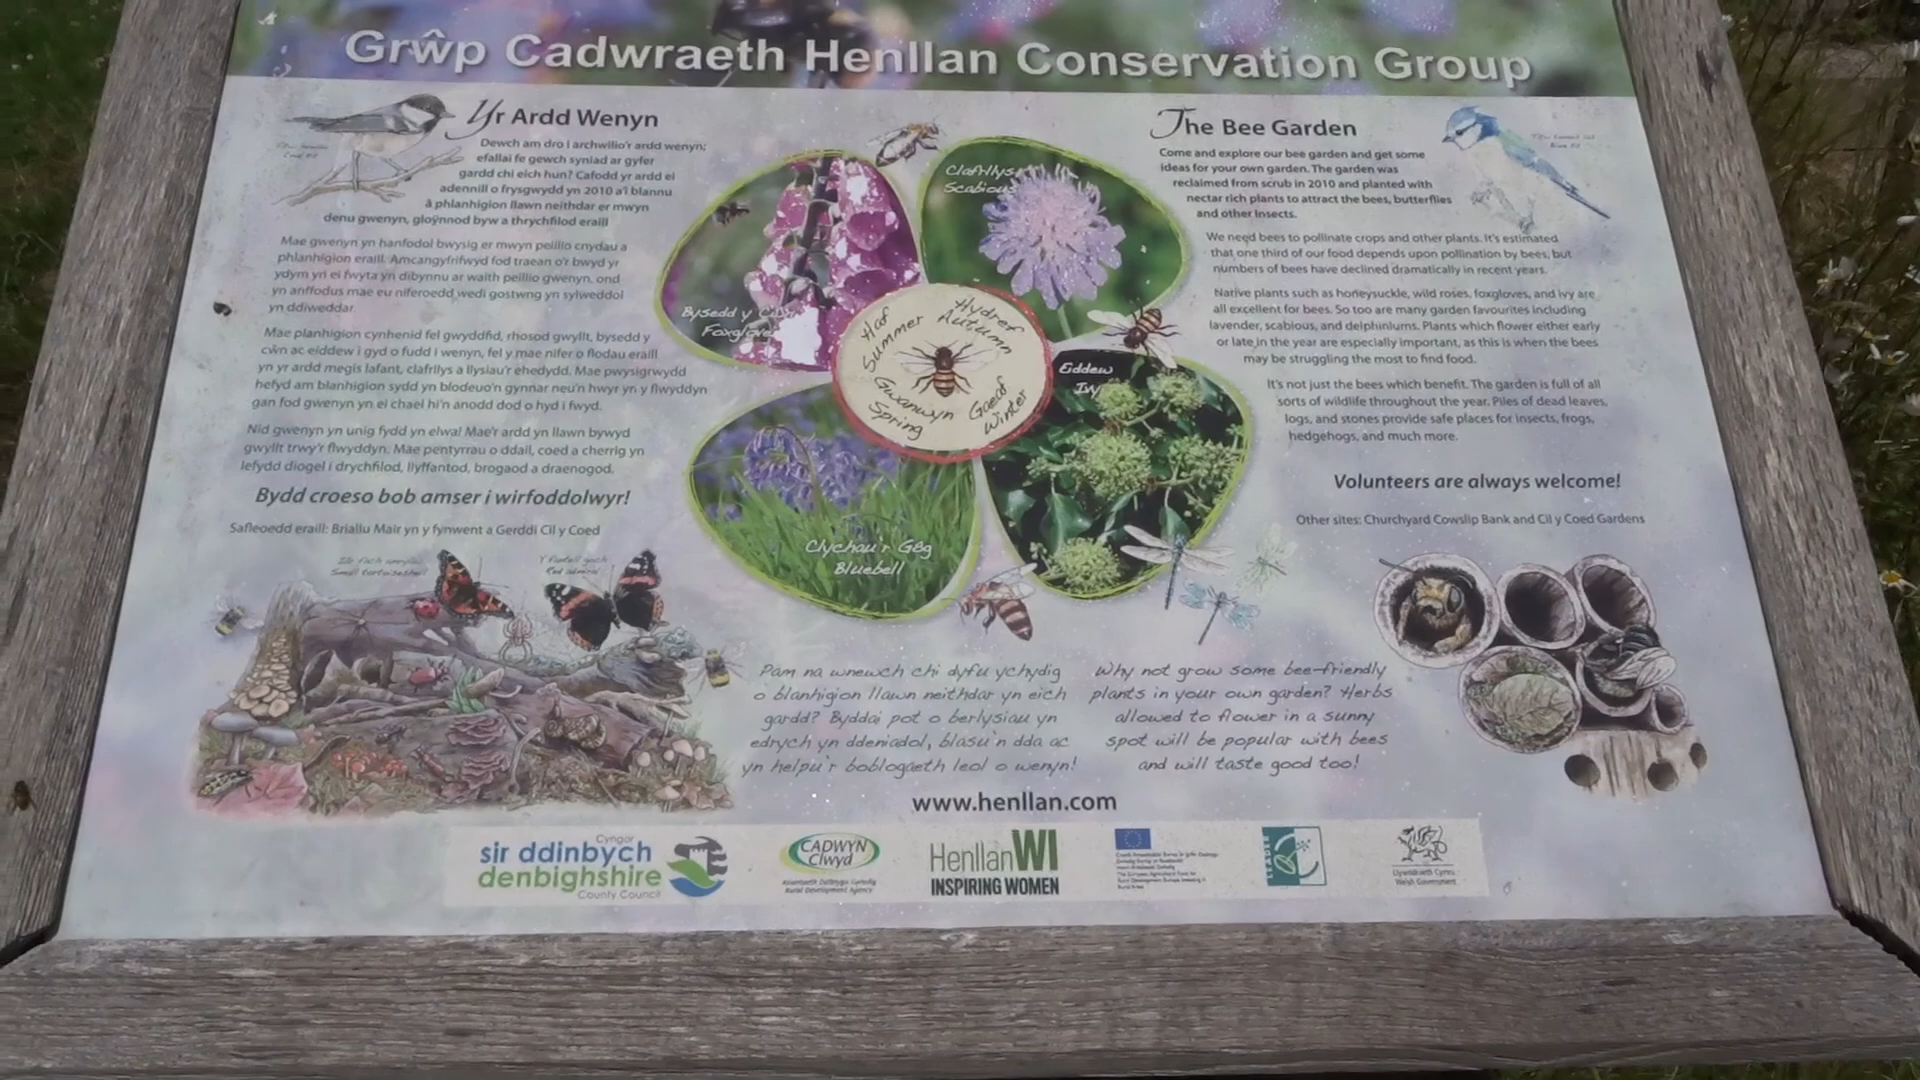 Grŵp Cadwraeth Henllan Conservation Group
Yr Ardd Wenyn
Dewch am dro i archwilio'r ardd wenyn;
efallai fe gewch syniad ar gyfer
gardd chi eich hun? Cafodd yr ardd ei
adennill o frysgwydd yn 2010 a'i blannu
â phlanhigion llawn neithdar er mwyn
denu gwenyn, gloÿnnod byw a thrychfilod eraill
Mae gwenyn yn hanfodol bwysig er mwyn peillio cnydau a
phlanhigion eraill. Amcangyfrifwyd fod traean o'r bwyd yr
ydym yn ei fwyta yn dibynnu ar waith peillio gwenyn, ond
yn anffodus mae eu niferoedd wedi gostwng yn sylweddol
yn ddiweddar.
Mae planhigion cynhenid fel gwyddfid, rhosod gwyllt, bysedd y
cŵn ac eiddew i gyd o fudd i wenyn, fel y mae nifer o flodau eraill
yn yr ardd megis lafant, clafrllys a llysiau'r ehedydd. Mae pwysigrwydd
hefyd am blanhigion sydd yn blodeuo'n gynnar neu'n hwyr yn y flwyddyn
gan fod gwenyn yn ei chael hi'n anodd dod o hyd i fwyd.
Nid gwenyn yn unig fydd yn elwa! Mae'r ardd yn llawn bywyd
gwyllt trwy'r flwyddyn. Mae pentyrrau o ddail, coed a cherrig yn
lefydd diogel i drychfilod, llyffantod, brogaod a draenogod.
Bydd croeso bob amser i wirfoddolwyr!
Safleoedd eraill: Briallu Mair yn y fynwent a Gerddi Cil y Coed
Small tortoiseshell
Y fantell goch
Red admiral
Bysedd y
Foxglove
Clafrllys
Scabious
Haf
Summer
Hydref
Autumn
Gwanwyn
Spring
Gaeaf
Winter
Eiddew
Ivy
Clychau'r Gôg
Bluebell
The Bee Garden
Come and explore our bee garden and get some
ideas for your own garden. The garden was
reclaimed from scrub in 2010 and planted with
nectar rich plants to attract the bees, butterflies
and other insects.
We need bees to pollinate crops and other plants. It's estimated
that one third of our food depends upon pollination by bees, but
numbers of bees have declined dramatically in recent years.
Native plants such as honeysuckle, wild roses, foxgloves, and ivy are
all excellent for bees. So too are many garden favourites including
lavender, scabious, and delphiniums. Plants which flower either early
or late in the year are especially important, as this is when the bees
may be struggling the most to find food.
It's not just the bees which benefit. The garden is full of all
sorts of wildlife throughout the year. Piles of dead leaves,
logs, and stones provide safe places for insects, frogs,
hedgehogs, and much more.
Volunteers are always welcome!
Other sites: Churchyard Cowslip Bank and Cil y Coed Gardens
Pam na wnewch chi dyfu ychydig
o blanhigion llawn neithdar yn eich
gardd? Byddai pot o berlysiau yn
edrych yn ddeniadol, blasu'n dda ac
yn helpu'r boblogaeth leol o wenyn!
Why not grow some bee-friendly
plants in your own garden? Herbs
allowed to flower in a sunny
spot will be popular with bees
and will taste good too!
www.henllan.com
Cyngor
sir ddinbych
denbighshire
County Council
CADWYN
Clwyd
Rural Development Agency
Henllan WI
INSPIRING WOMEN
LEADER
Llywodraeth Cymru
Welsh Government